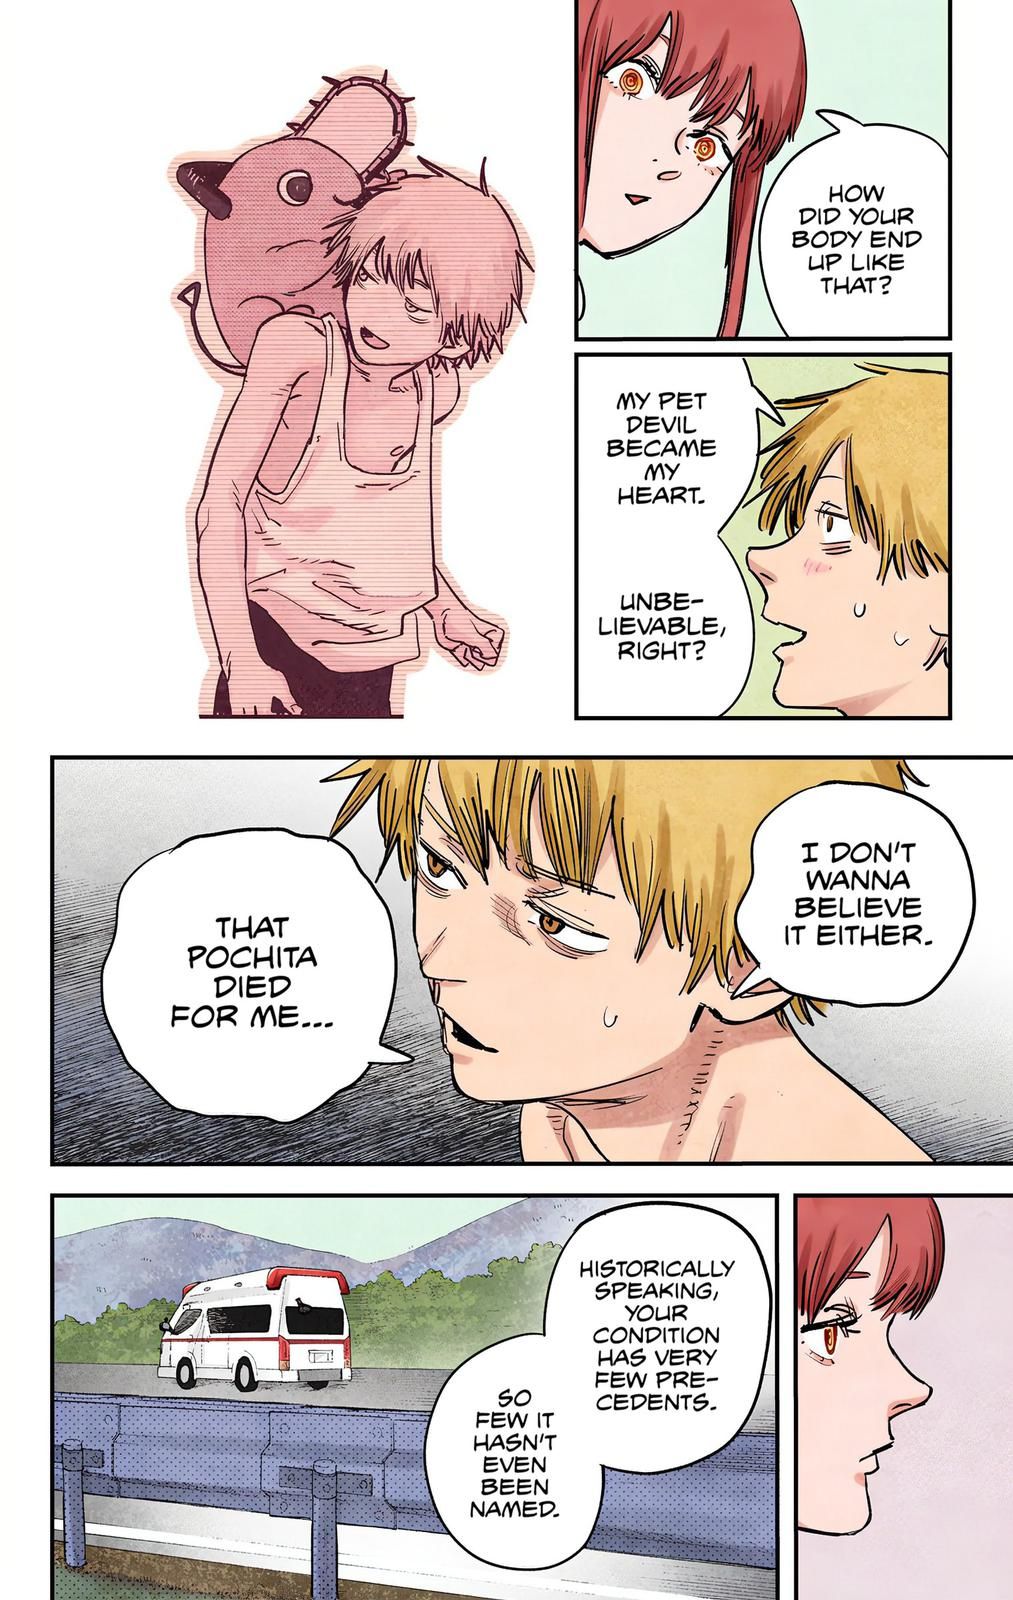 HOW
DID YOUR
BODY END
UP LIKE
THAT?
MY PET
DEVIL
BECAME
MY
HEART.
UNBE-
LIEVABLE,
RIGHT?
I DON'T
WANNA
BELIEVE
IT EITHER.
THAT
POCHITA
DIED
FOR ME...
HISTORICALLY
SPEAKING,
YOUR
CONDITION
HAS VERY
FEW PRE-
CEDENTS.
SO
FEW IT
HASN'T
EVEN
BEEN
NAMED.